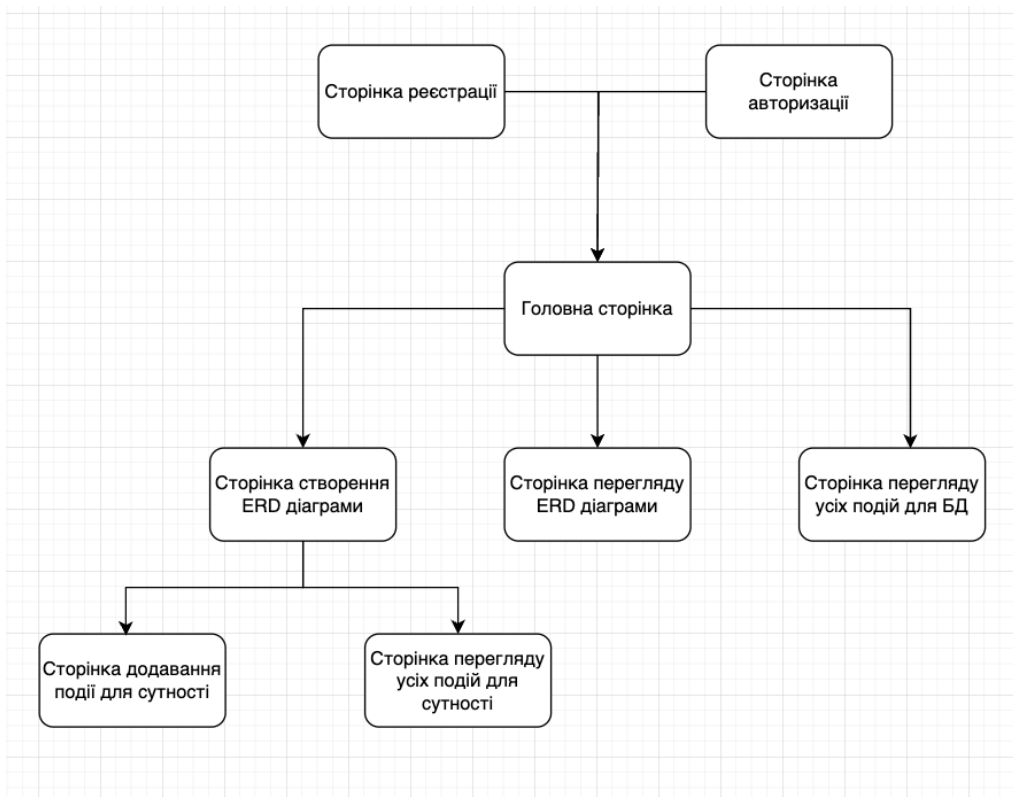 Сторінка реєстрації
Сторінка
авторизації
Головна сторінка
Сторінка створення
ERD діаграми
Сторінка перегляду
ERD діаграми
Сторінка перегляду
усіх подій для БД
Сторінка додавання
події для сутності
Сторінка перегляду
усіх подій для
сутності